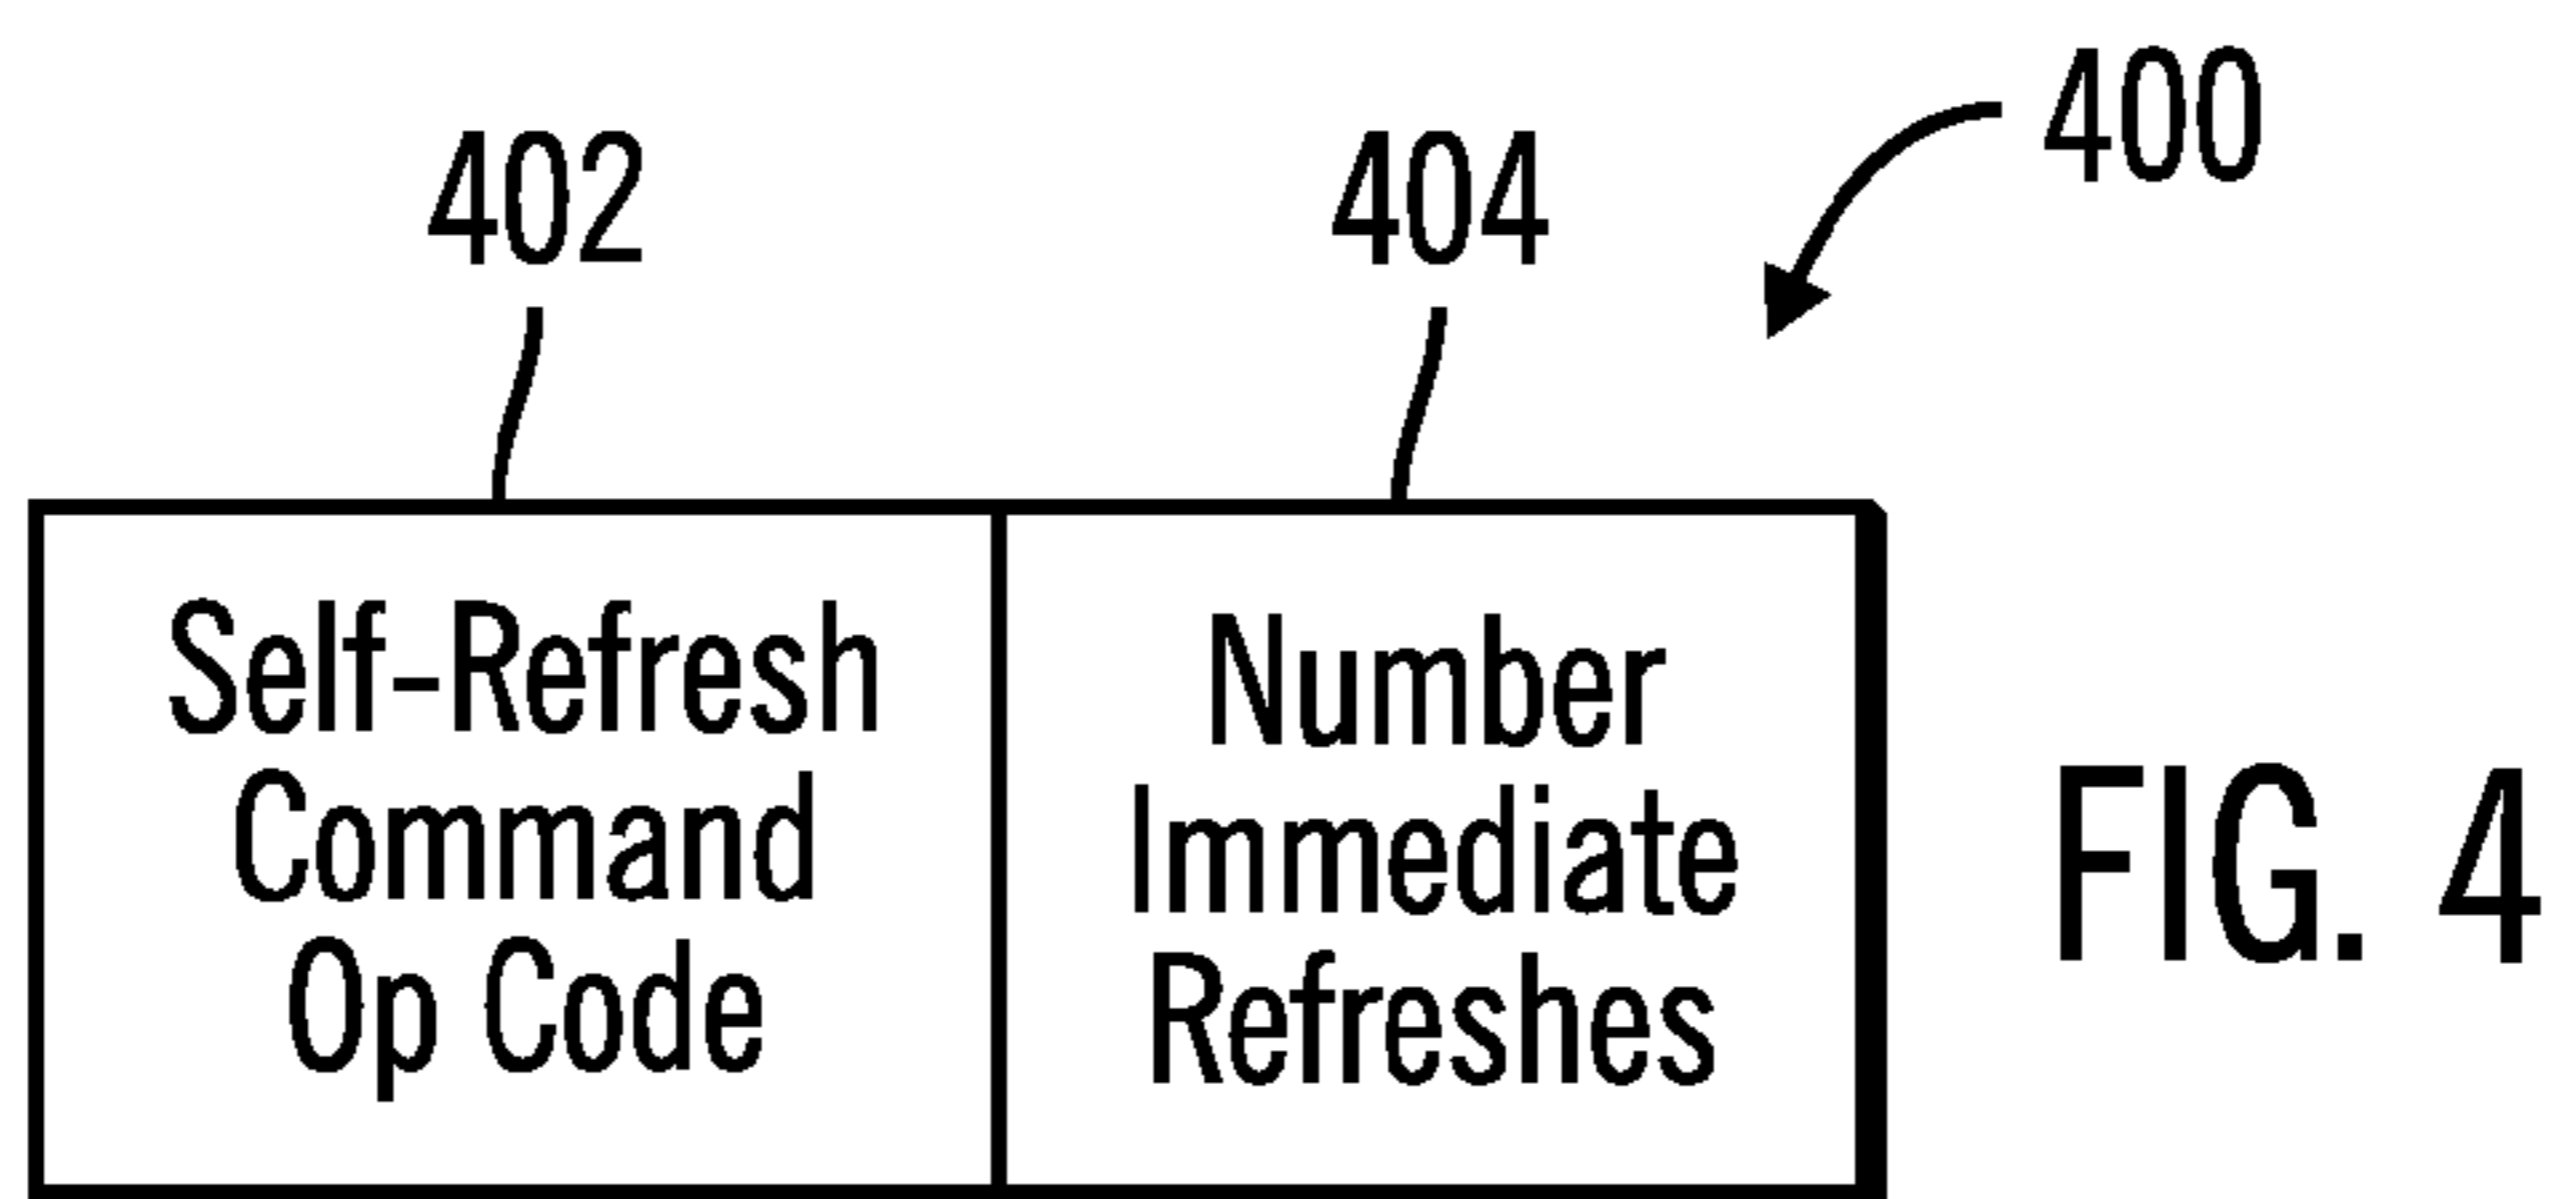 400
402
404
Self-Refresh
Command
Op Code
Number
Immediate
Refreshes
FIG. 4